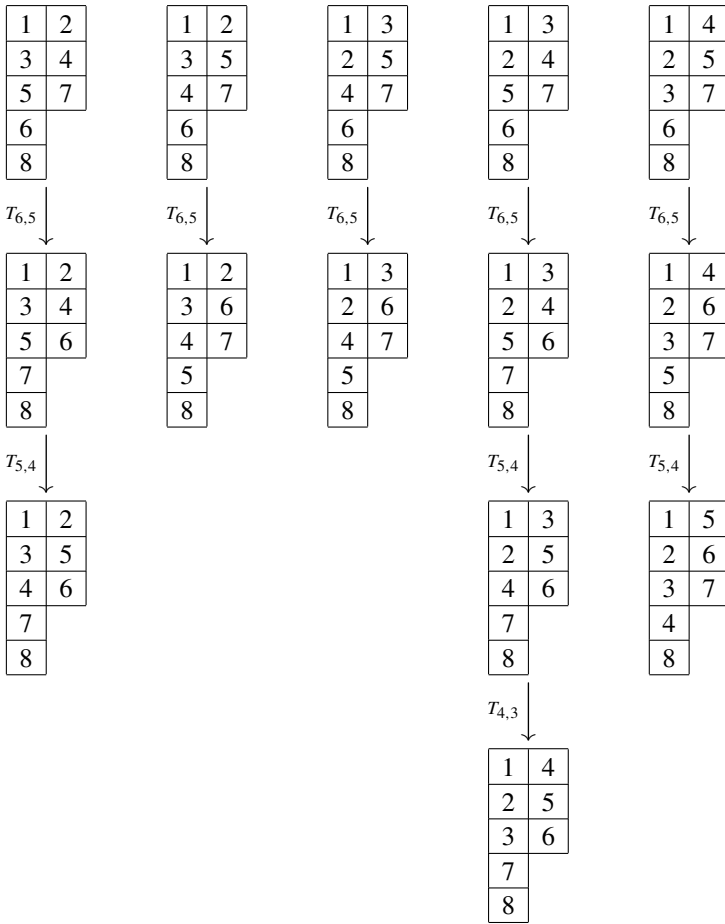 1 2 1 2 1 3 1 3 1 4
3 4 3 5 2 5 2 4 2 5
5 7 4 7 4 7 5 7 3 7
6 6 6 6 6
8 8 8 8 8
T6,5 T6,5 T6,5 T6,5 T6,5
1 2 1 2 1 3 1 3 1 4
3 4 3 6 2 6 2 4 2 6
5 6 4 7 4 7 5 6 3 7
7 5 5 7 5
8 8 8 8 8
T5,4 T5,4 T5,4
1 2 1 3 1 5
3 5 2 5 2 6
4 6 4 6 3 7
7 7 4
8 8 8
T4,3
1 4
2 5
3 6
7
8